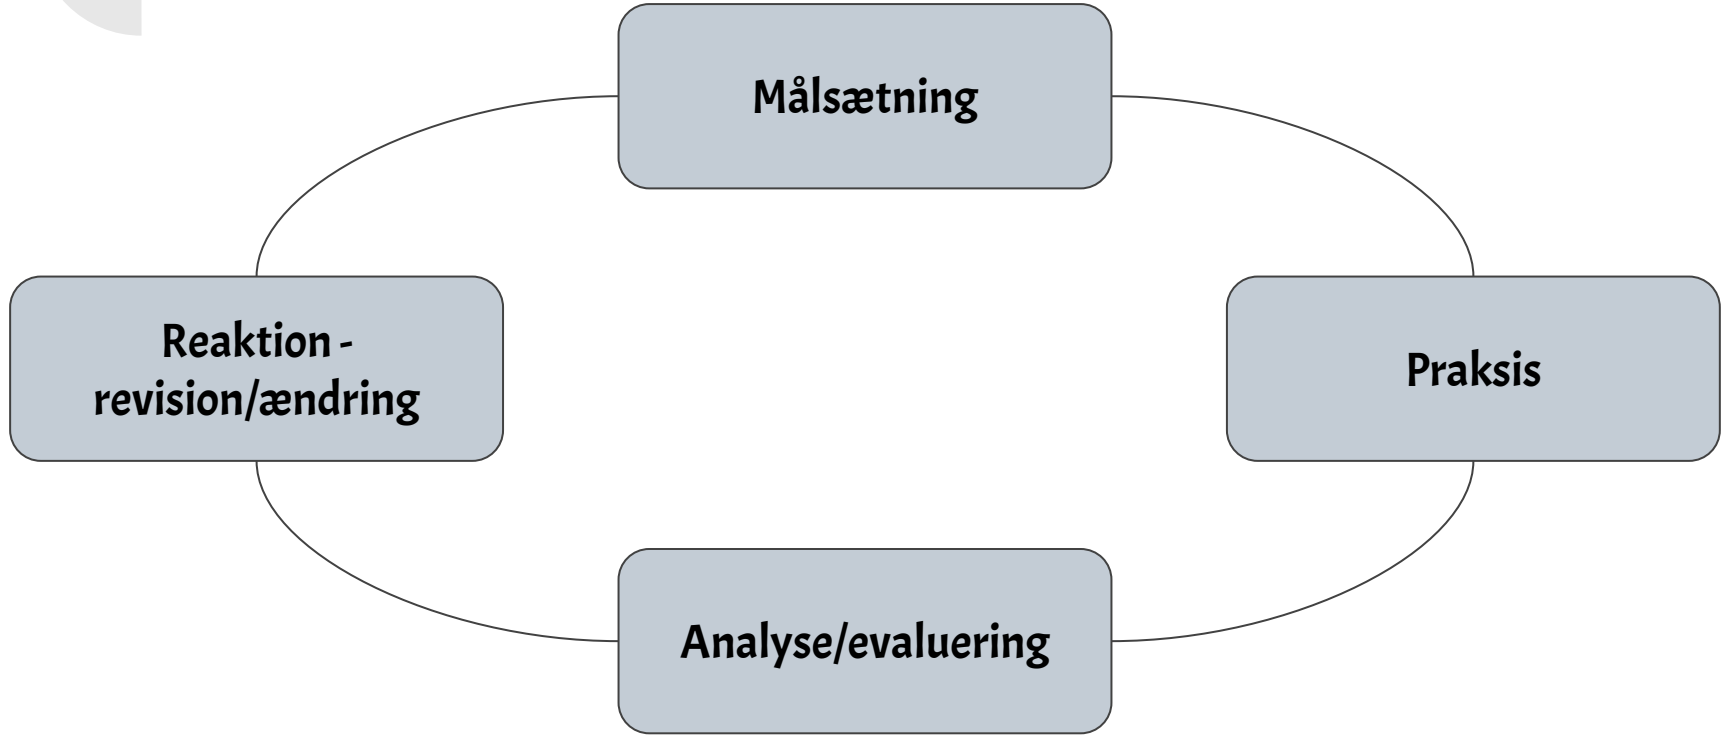 Målsætning
Reaktion -
revision/ændring
Praksis
Analyse/evaluering